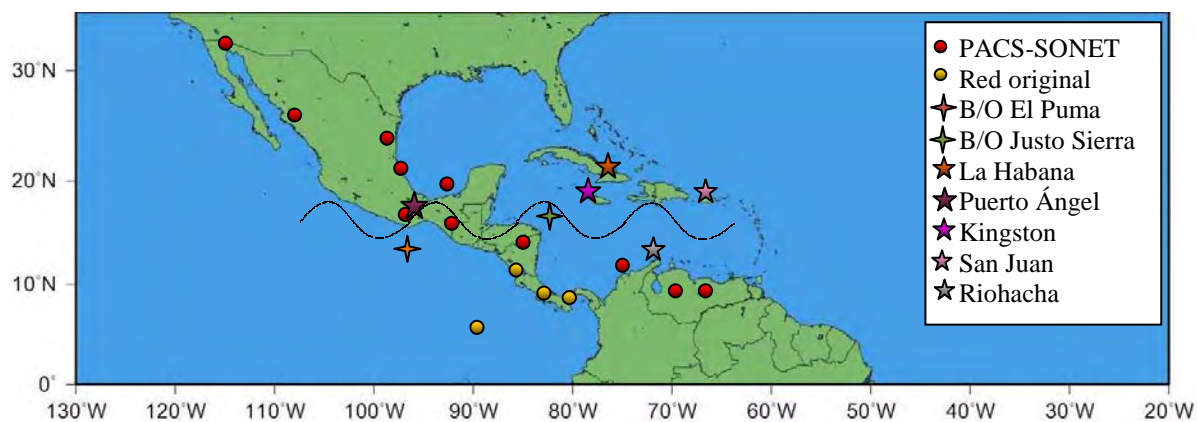 PACS-SONET
Red original
B/O El Puma
B/O Justo Sierra
La Habana
Puerto Ángel
Kingston
San Juan
Riohacha
30°N
20°N
10°N
0°
130°W 120°W 110°W 100°W 90°W 80°W 70°W 60°W 50°W 40°W 30°W 20°W